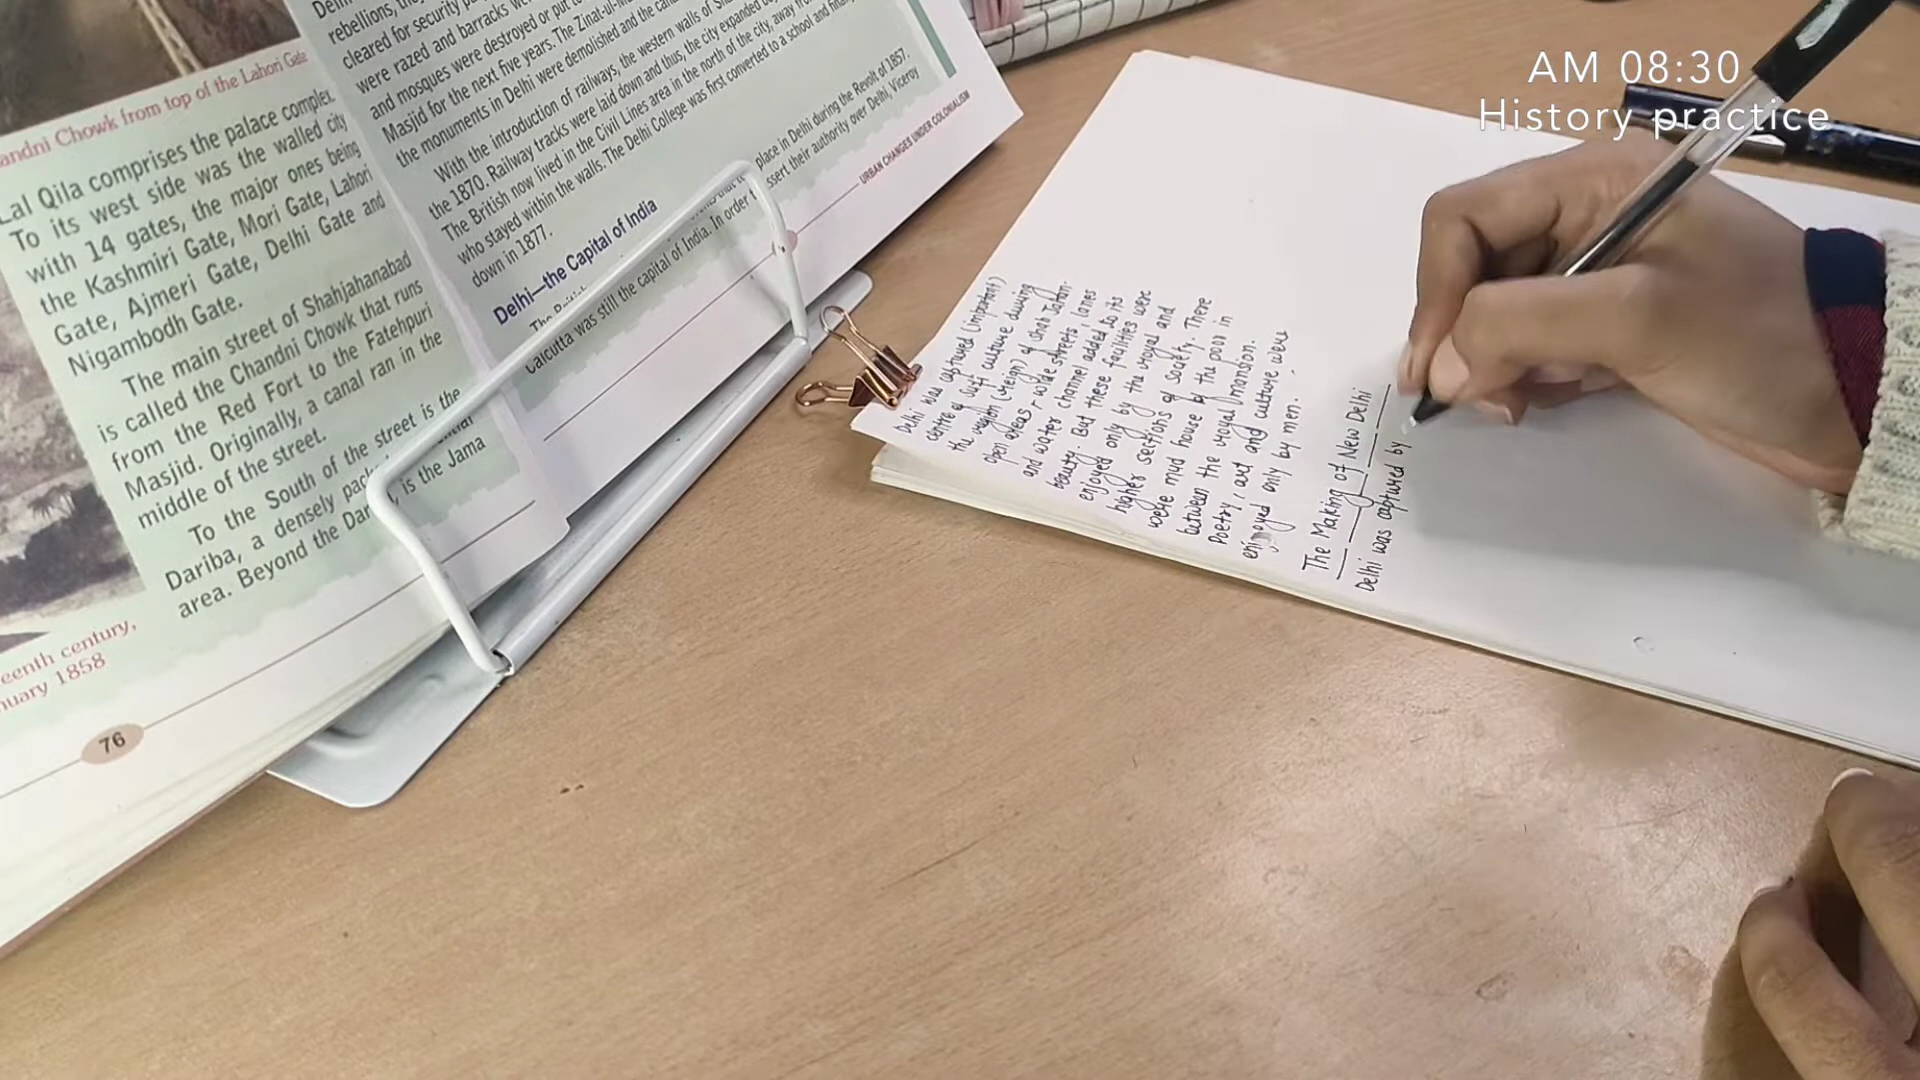 AM 08:30
History practice
andni Chowk from top of the Lahori Gate
Lal Qila comprises the palace complex.
To its west side was the walled city
with 14 gates, the major ones being
the Kashmiri Gate, Mori Gate, Lahori
Gate, Ajmeri Gate, Delhi Gate and
Nigambodh Gate.
The main street of Shahjahanabad
is called the Chandni Chowk that runs
from the Red Fort to the Fatehpuri
Masjid. Originally, a canal ran in the
middle of the street.
To the South of the street is the
Dariba, a densely
area. Beyond the is the Jama
eenth century,
nuary 1858
76
rebellions,
cleared for security
were razed and barracks
and mosques were destroyed or put to
Masjid for the next five years. The
the monuments in Delhi were demolished and the
With the introduction of railways, the western walls of
the 1870. Railway tracks were laid down and thus, the city expanded
The British now lived in the Civil Lines area in the north of the city, away
who stayed within the walls. The Delhi College was first converted to a school and
down in 1877.
Delhi—the Capital of India
place in Delhi during the Revolt of 1857.
Calcutta was still the capital of India. In order ssert their authority over Delhi, Viceroy
URBAN CHANGES UNDER COLONIALISM
Delhi was captured (important)
centre of sufi culture during
the (reign) of Shah Jahan.
open areas, wide streets, lanes
and water channel added to its
beauty. But these facilities were
enjoyed only by the royal and
higher sections of society. There
were mud house of the poor in
between the royal mansion.
Poetry, art and culture were
enjoyed only by men.
The Making of New Delhi
Delhi was captured by